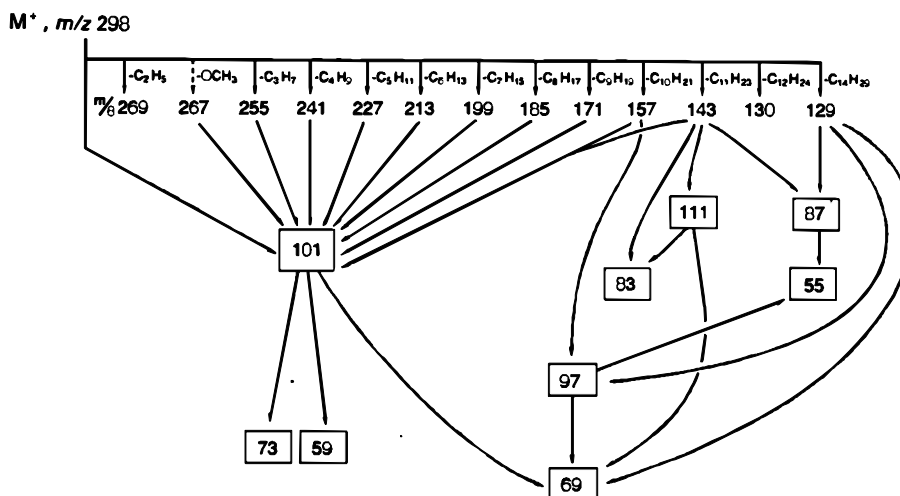 M⁺, m/z 298
-C₂H₅ -OCH₃ -C₃H₇ -C₄H₉ -C₅H₁₁ -C₆H₁₃ -C₇H₁₅ -C₈H₁₇ -C₉H₁₉ -C₁₀H₂₁ -C₁₁H₂₃ -C₁₂H₂₄ -C₁₄H₂₉
269 267 255 241 227 213 199 185 171 157 143 130 129
111 87
101
83 55
97
73 59
69